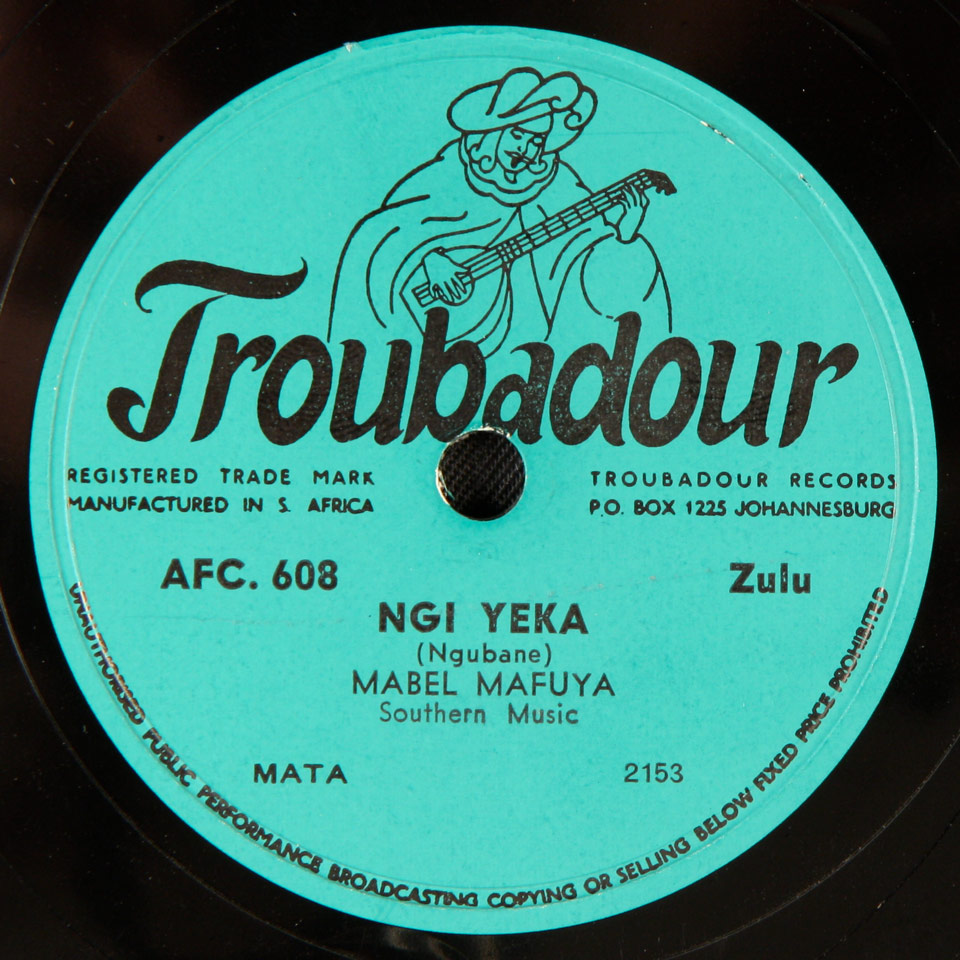 Troubadour
REGISTERED TRADE MARK
MANUFACTURED IN S. AFRICA
TROUBADOUR RECORDS
P.O. BOX 1225 JOHANNESBURG
AFC. 608
Zulu
NGI YEKA
(Ngubane)
MABEL MAFUYA
Southern Music
MATA
2153
UNAUTHORISED PUBLIC PERFORMANCE BROADCASTING COPYING OR SELLING BELOW FIXED PRICE PROHIBITED